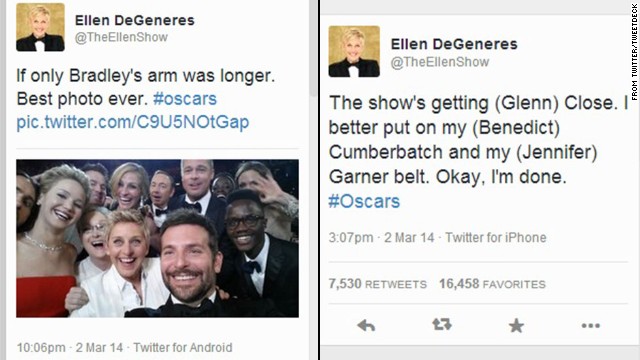 Ellen DeGeneres
@TheEllenShow
If only Bradley's arm was longer.
Best photo ever. #oscars
pic.twitter.com/C9U5NOtGap
10:06pm · 2 Mar 14 · Twitter for Android
Ellen DeGeneres
@TheEllenShow
The show's getting (Glenn) Close. I
better put on my (Benedict)
Cumberbatch and my (Jennifer)
Garner belt. Okay, I'm done.
#Oscars
3:07pm · 2 Mar 14 · Twitter for iPhone
7,530 RETWEETS 16,458 FAVORITES
FROM TWITTER/TWEETDECK